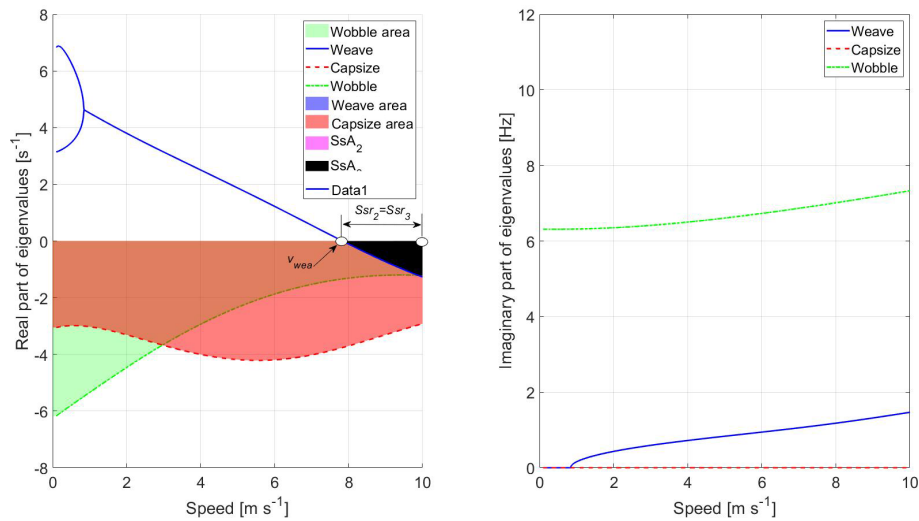 8
6
4
2
0
-2
-4
-6
-8
Real part of eigenvalues [s⁻¹]
0 2 4 6 8 10
Speed [m s⁻¹]
Wobble area
Weave
Capsize
Wobble
Weave area
Capsize area
SsA₂
Data1
Ssr₂=Ssr₃
v_wea
12
10
8
6
4
2
0
Imaginary part of eigenvalues [Hz]
0 2 4 6 8 10
Speed [m s⁻¹]
Weave
Capsize
Wobble